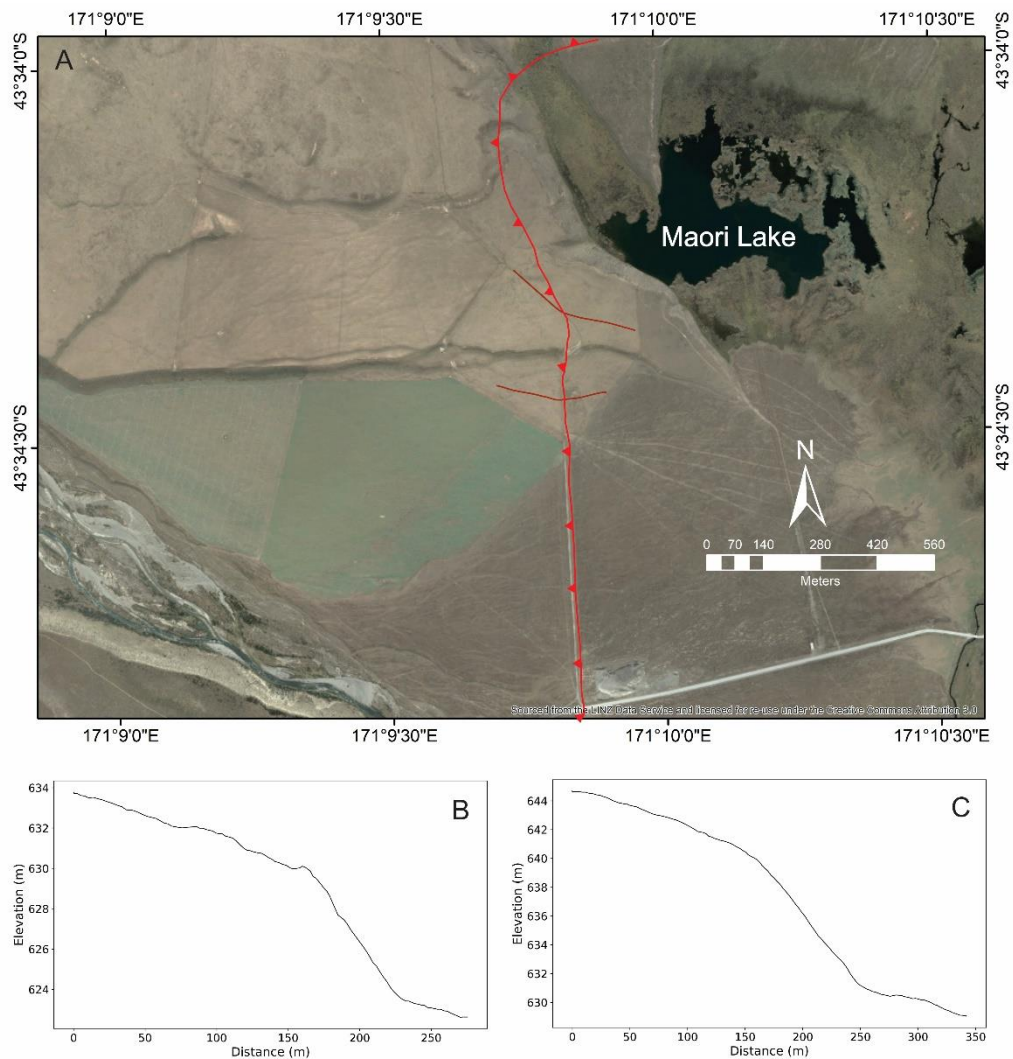 171°9'0"E 171°9'30"E 171°10'0"E 171°10'30"E
A
43°34'0"S
43°34'0"S
Maori Lake
43°34'30"S
43°34'30"S
N
0 70 140 280 420 560
Meters
Sourced from the LINZ Data Service and licensed for re-use under the Creative Commons Attribution 3.0
171°9'0"E 171°9'30"E 171°10'0"E 171°10'30"E
B
634
632
630
628
626
624
Elevation (m)
0 50 100 150 200 250
Distance (m)
C
644
642
640
638
636
634
632
630
Elevation (m)
0 50 100 150 200 250 300 350
Distance (m)